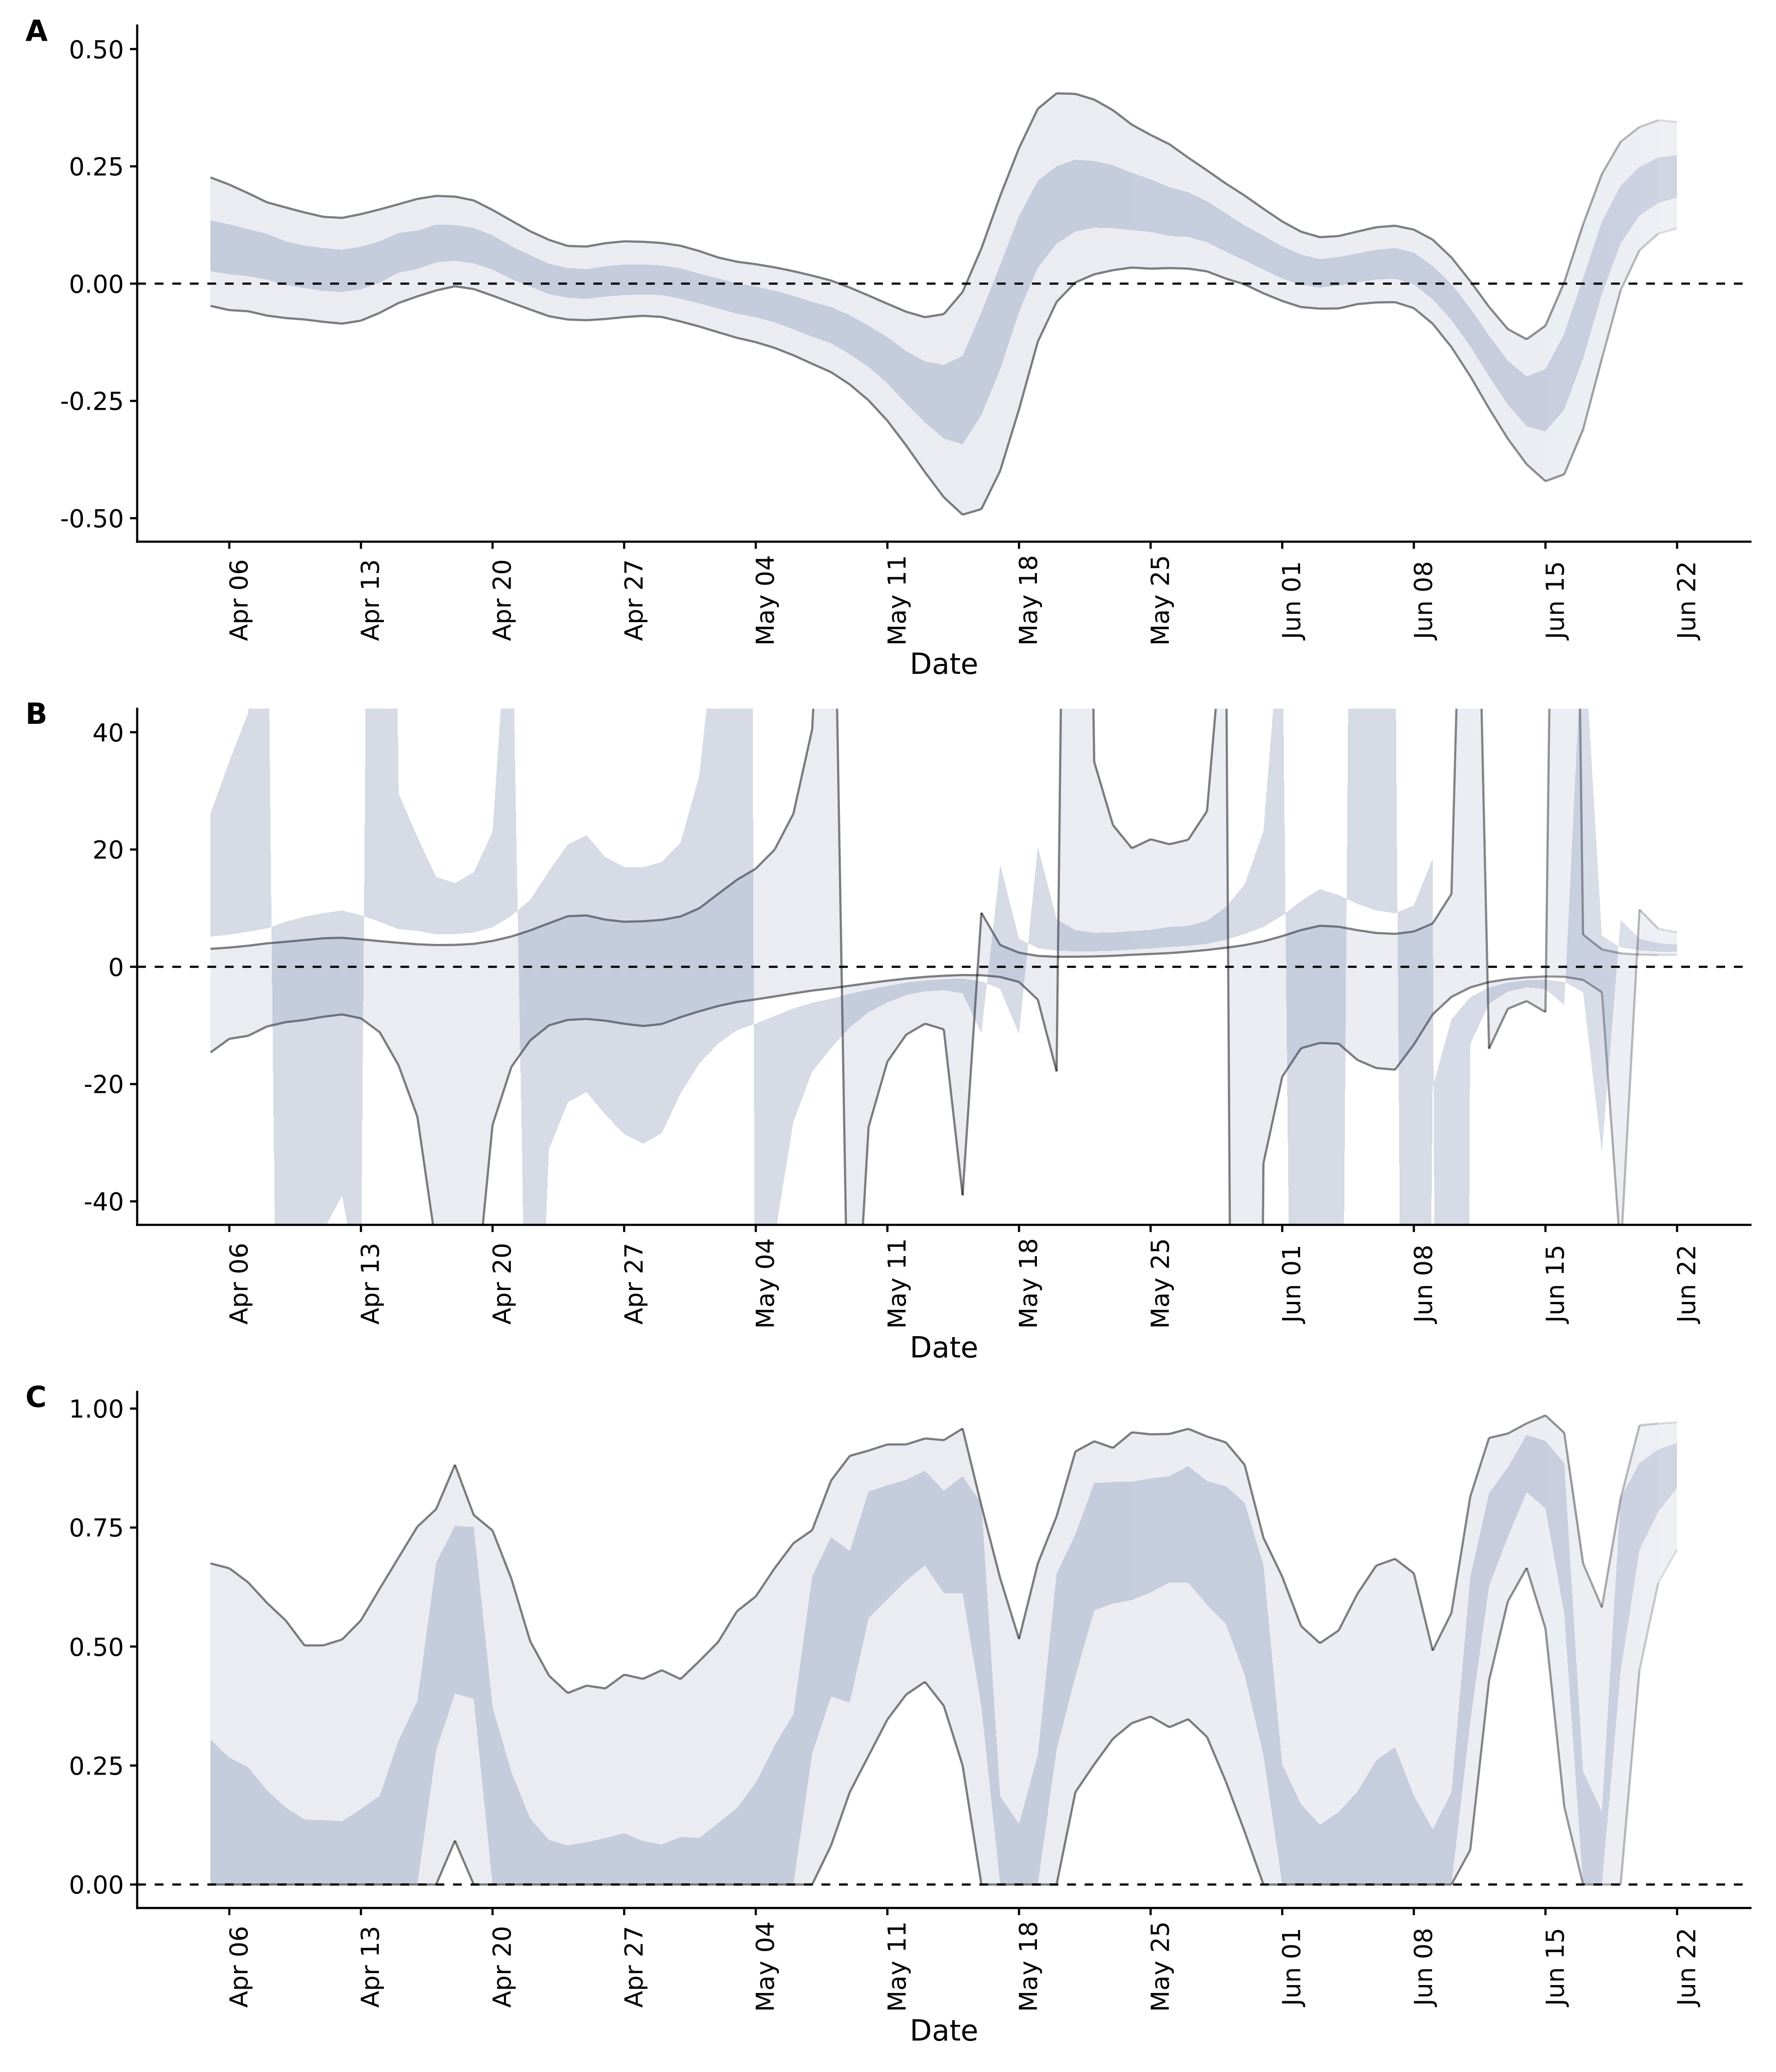 A
0.50
0.25
0.00
-0.25
-0.50
Apr 06
Apr 13
Apr 20
Apr 27
May 04
May 11
May 18
May 25
Jun 01
Jun 08
Jun 15
Jun 22
Date
B
40
20
0
-20
-40
Apr 06
Apr 13
Apr 20
Apr 27
May 04
May 11
May 18
May 25
Jun 01
Jun 08
Jun 15
Jun 22
Date
C
1.00
0.75
0.50
0.25
0.00
Apr 06
Apr 13
Apr 20
Apr 27
May 04
May 11
May 18
May 25
Jun 01
Jun 08
Jun 15
Jun 22
Date